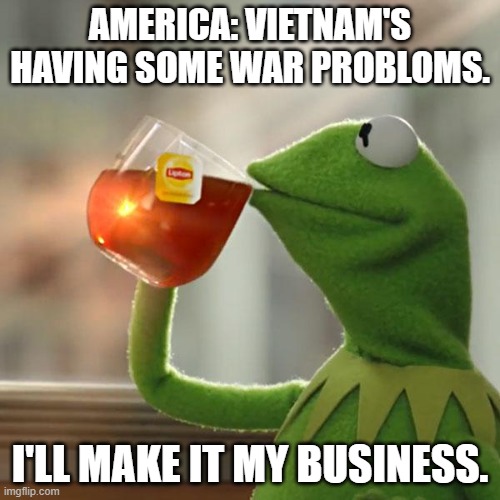 AMERICA: VIETNAM'S
HAVING SOME WAR PROBLOMS.
Lipton
I'LL MAKE IT MY BUSINESS.
imgflip.com